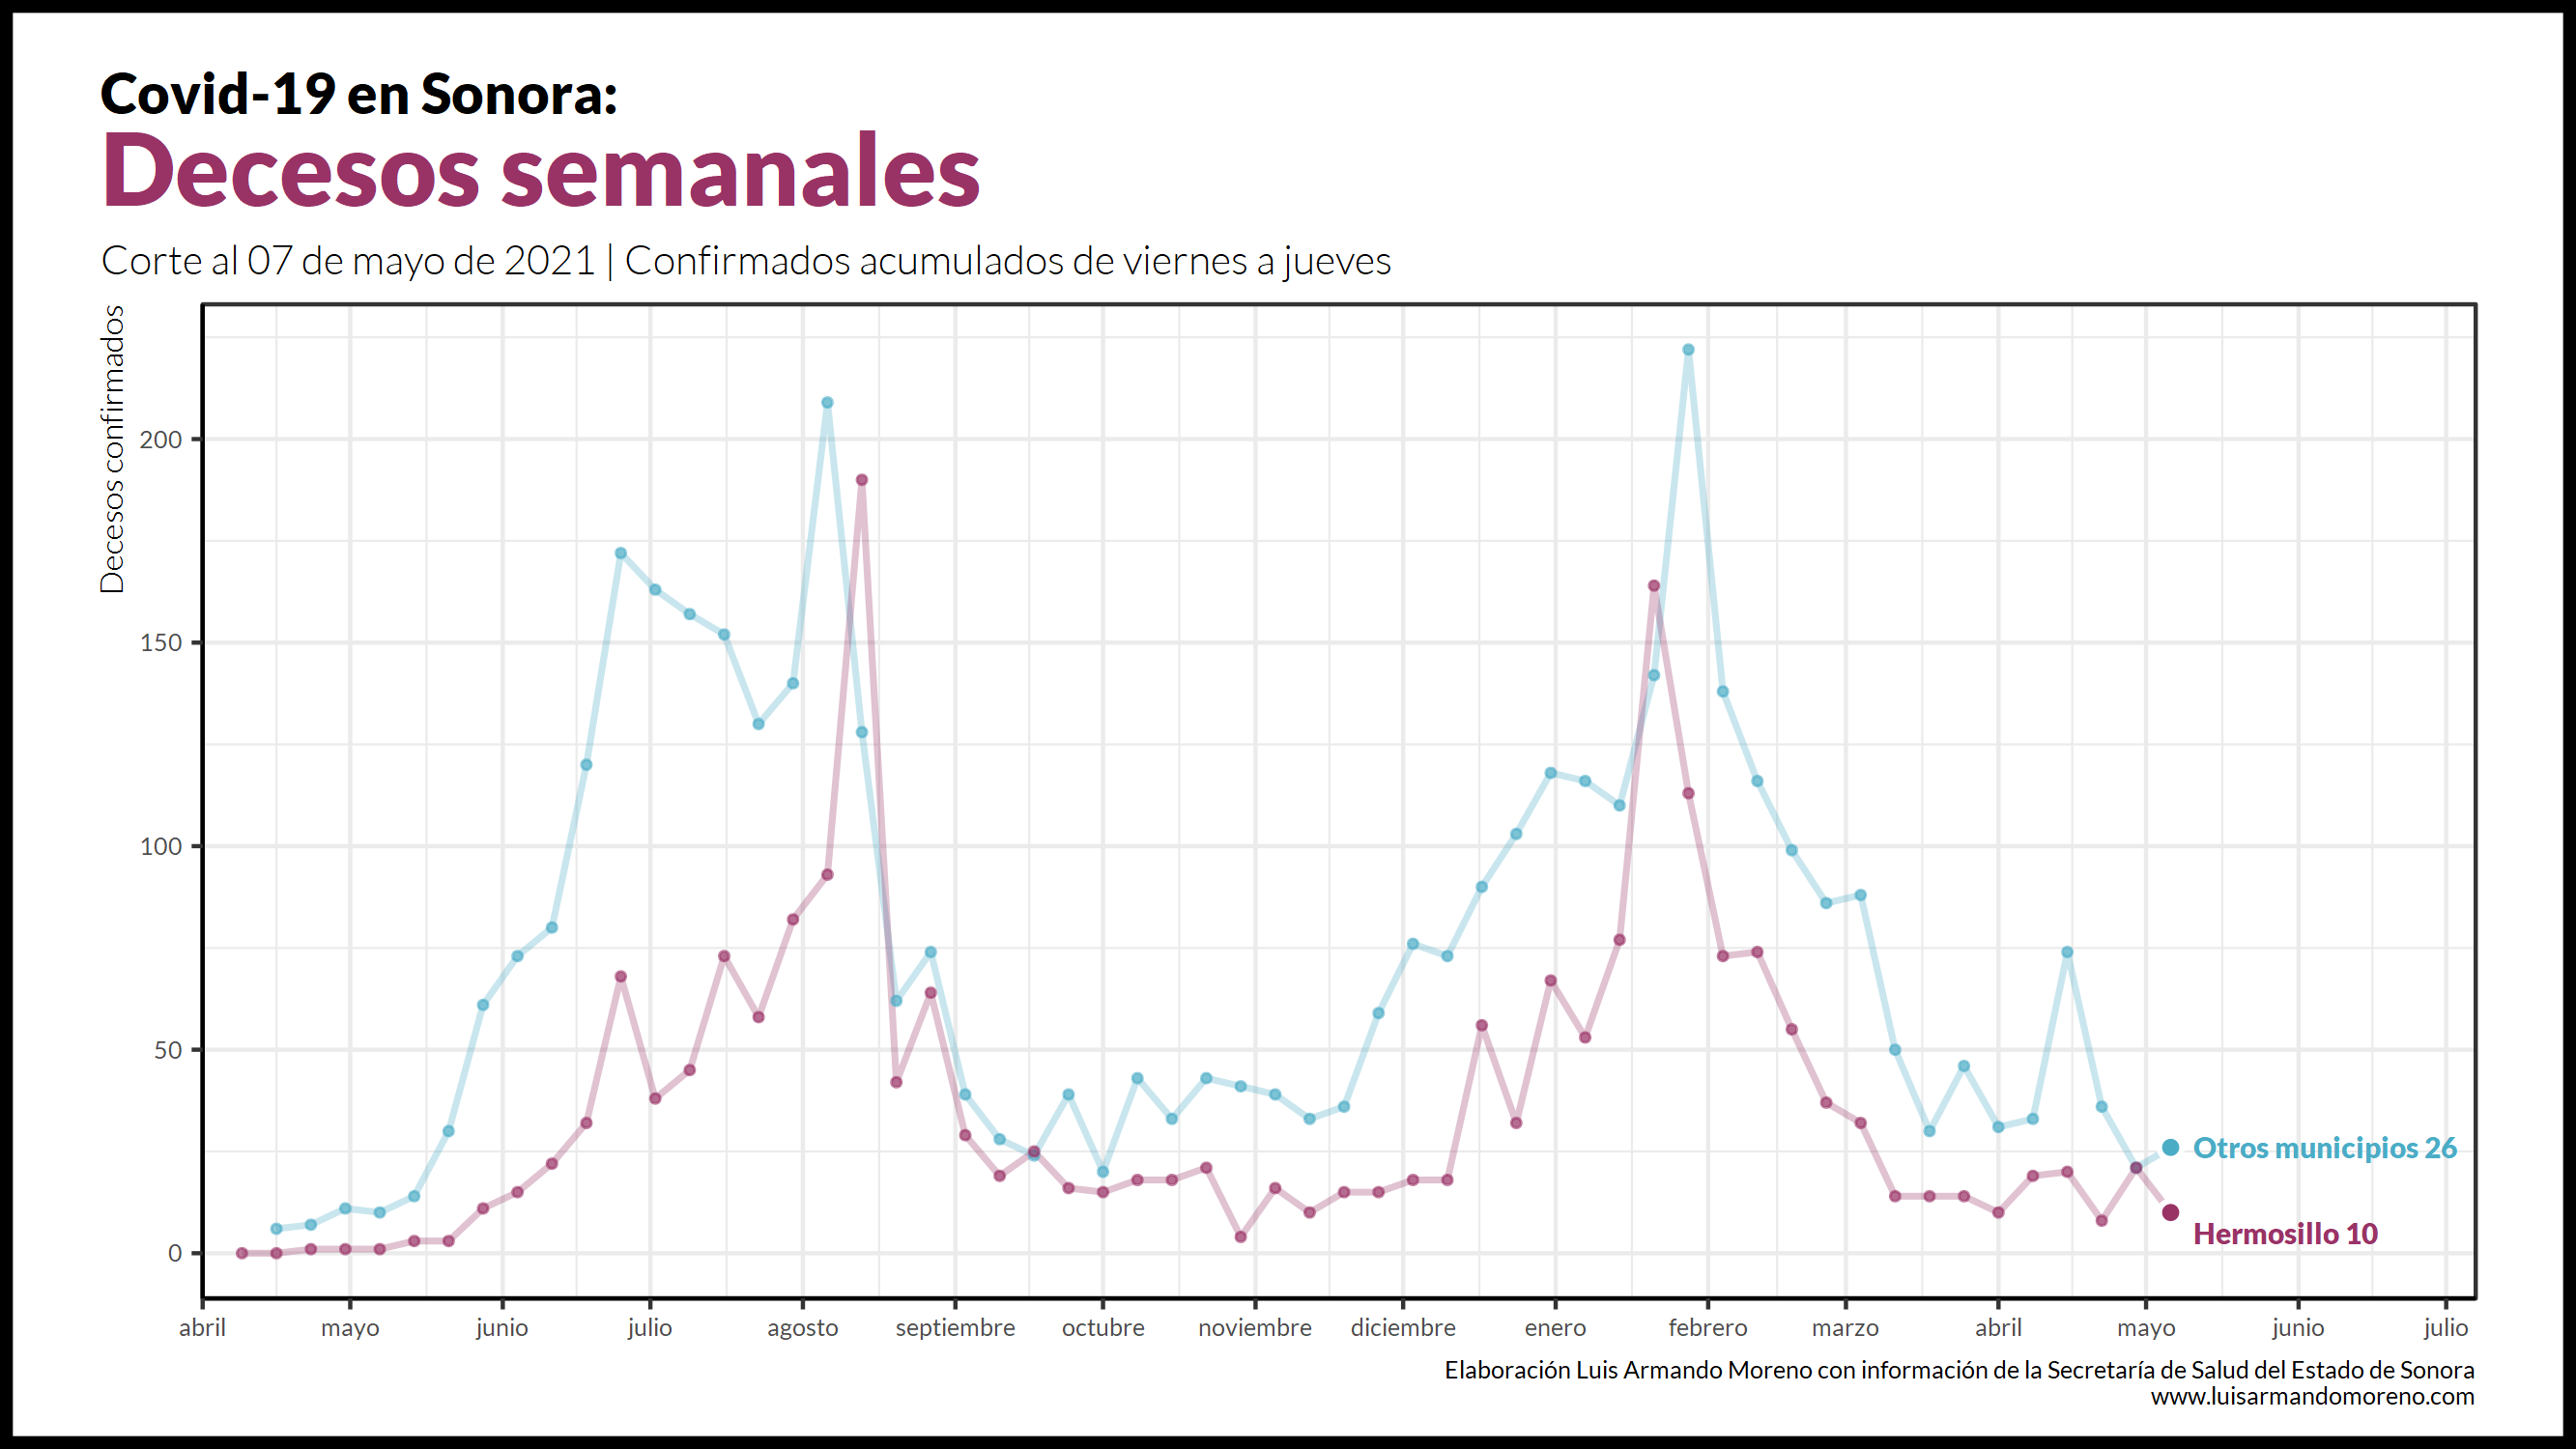 Covid-19 en Sonora:
Decesos semanales
Corte al 07 de mayo de 2021 | Confirmados acumulados de viernes a jueves
Decesos confirmados
200
150
100
50
0
Otros municipios 26
Hermosillo 10
abril mayo junio julio agosto septiembre octubre noviembre diciembre enero febrero marzo abril mayo junio julio
Elaboración Luis Armando Moreno con información de la Secretaría de Salud del Estado de Sonora
www.luisarmandomoreno.com